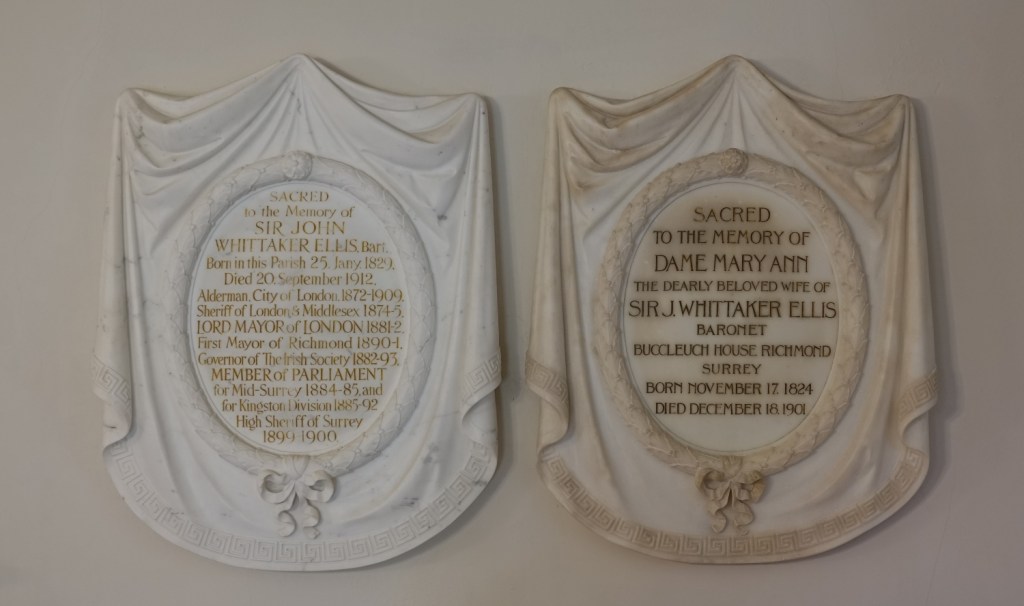 SACRED
to the Memory of
SIR JOHN
WHITTAKER ELLIS, Bart.
Born in this Parish 25. Jany. 1829.
Died 20. September 1912.
Alderman, City of London, 1872-1909.
Sheriff of London & Middlesex 1874-5.
LORD MAYOR of LONDON 1881-2.
First Mayor of Richmond 1890-1.
Governor of The Irish Society 1882-93.
MEMBER of PARLIAMENT
for Mid-Surrey 1884-85, and
for Kingston Division 1885-92
High Sheriff of Surrey
1899-1900.
SACRED
TO THE MEMORY OF
DAME MARY ANN
THE DEARLY BELOVED WIFE OF
SIR J. WHITTAKER ELLIS
BARONET
BUCCLEUCH HOUSE RICHMOND
SURREY
BORN NOVEMBER 17. 1824
DIED DECEMBER 18. 1901